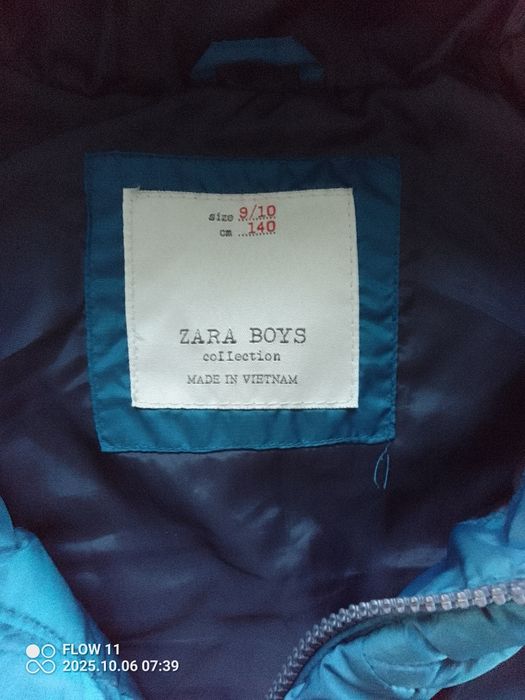 size 9/10
cm 140
ZARA BOYS
collection
MADE IN VIETNAM
FLOW 11
2025.10.06 07:39